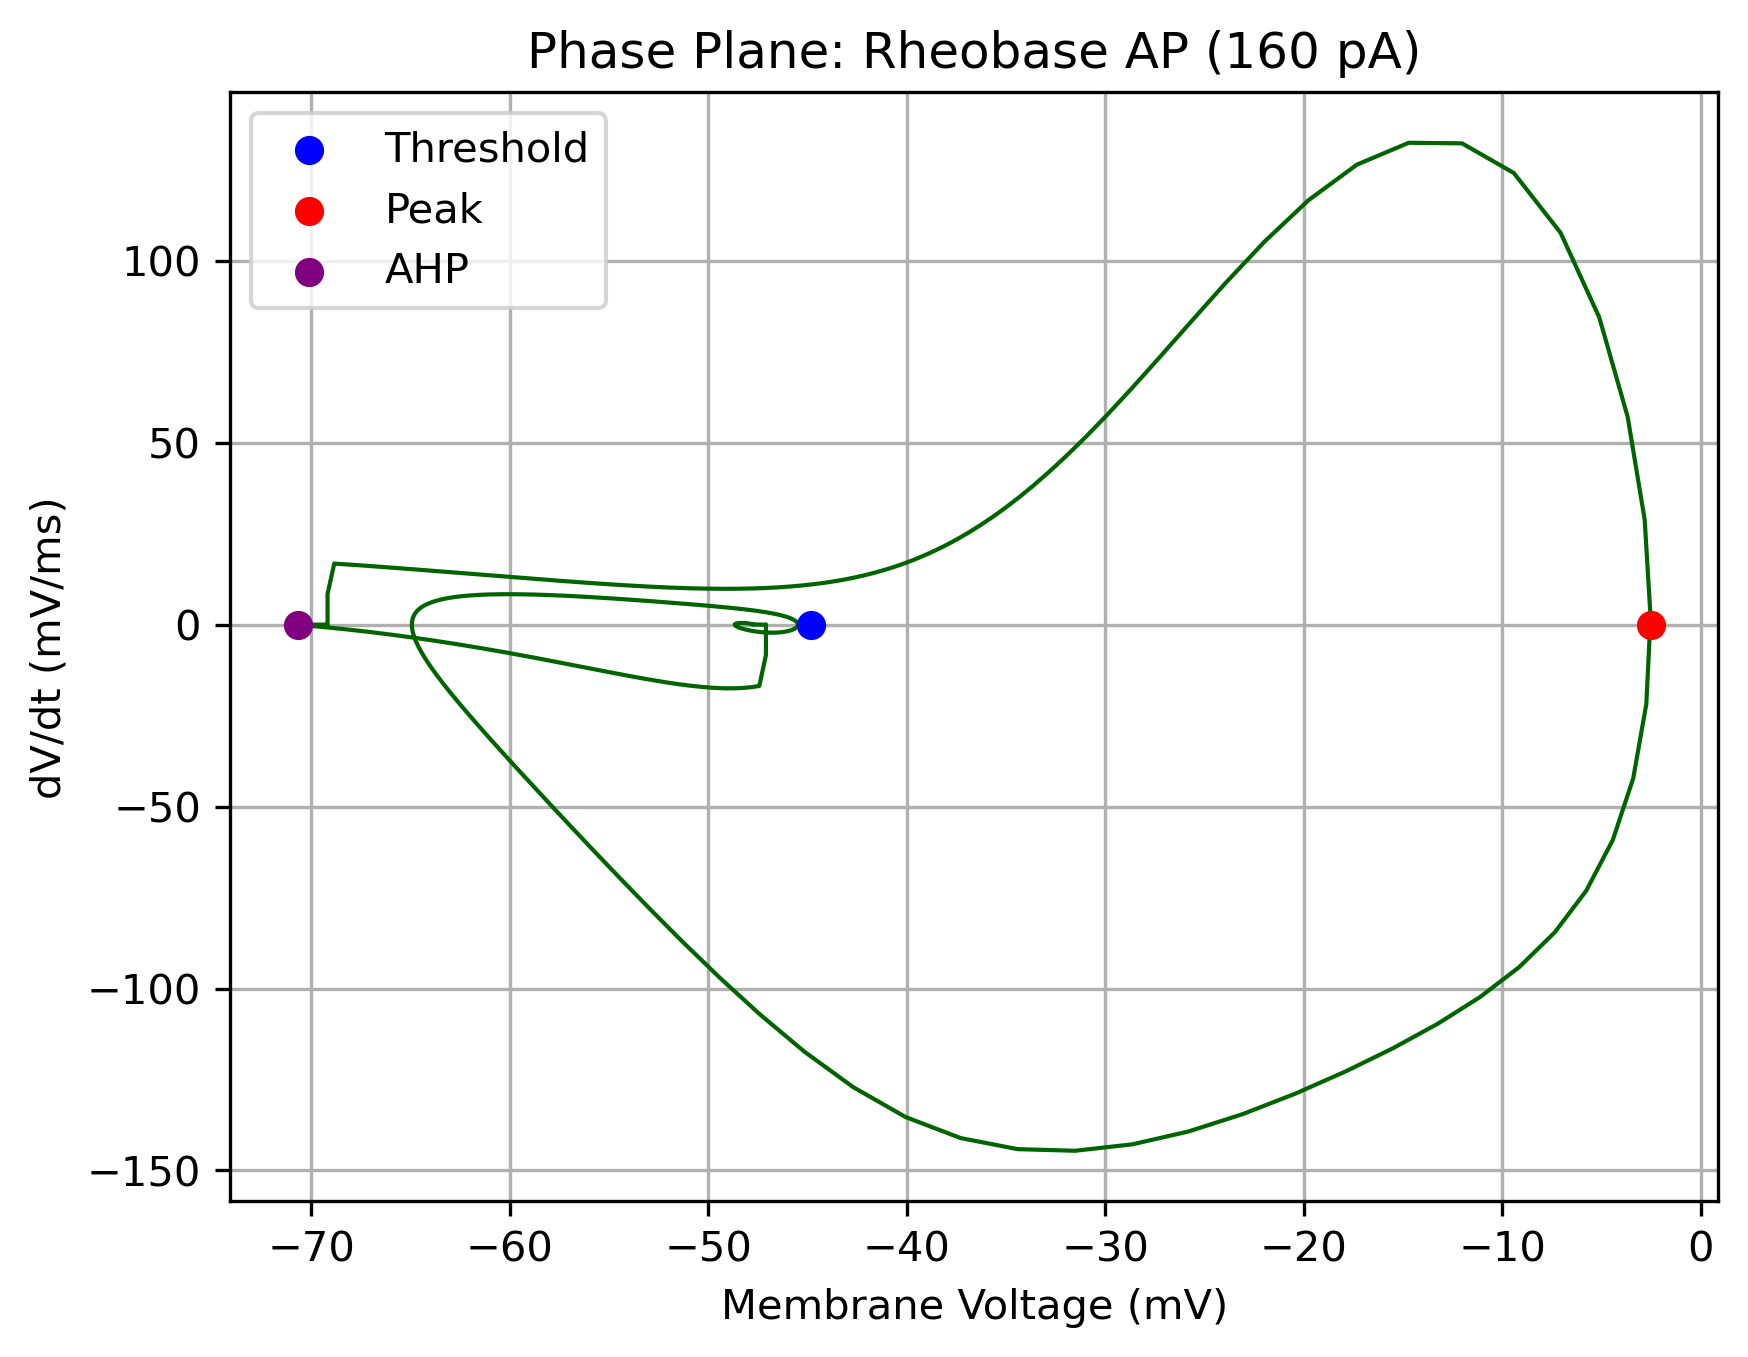 Phase Plane: Rheobase AP (160 pA)
Threshold
Peak
AHP
dV/dt (mV/ms)
100
50
0
−50
−100
−150
−70 −60 −50 −40 −30 −20 −10 0
Membrane Voltage (mV)